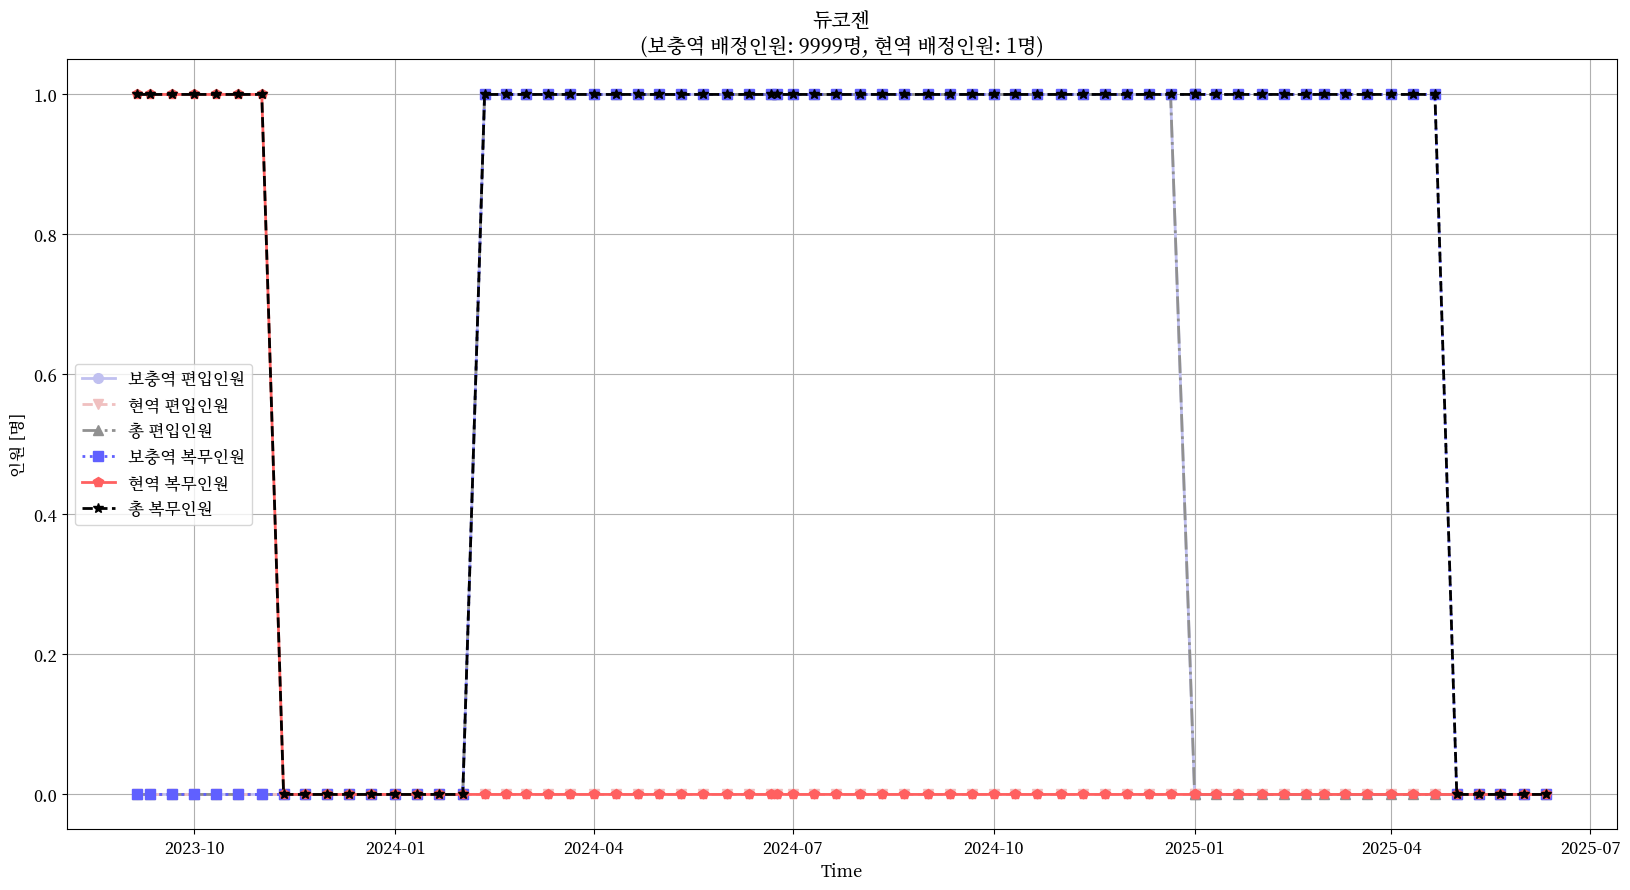 듀코젠
(보충역 배정인원: 9999명, 현역 배정인원: 1명)
인원 [명]
1.0
0.8
0.6
0.4
0.2
0.0
보충역 편입인원
현역 편입인원
총 편입인원
보충역 복무인원
현역 복무인원
총 복무인원
2023-10
2024-01
2024-04
2024-07
2024-10
2025-01
2025-04
2025-07
Time